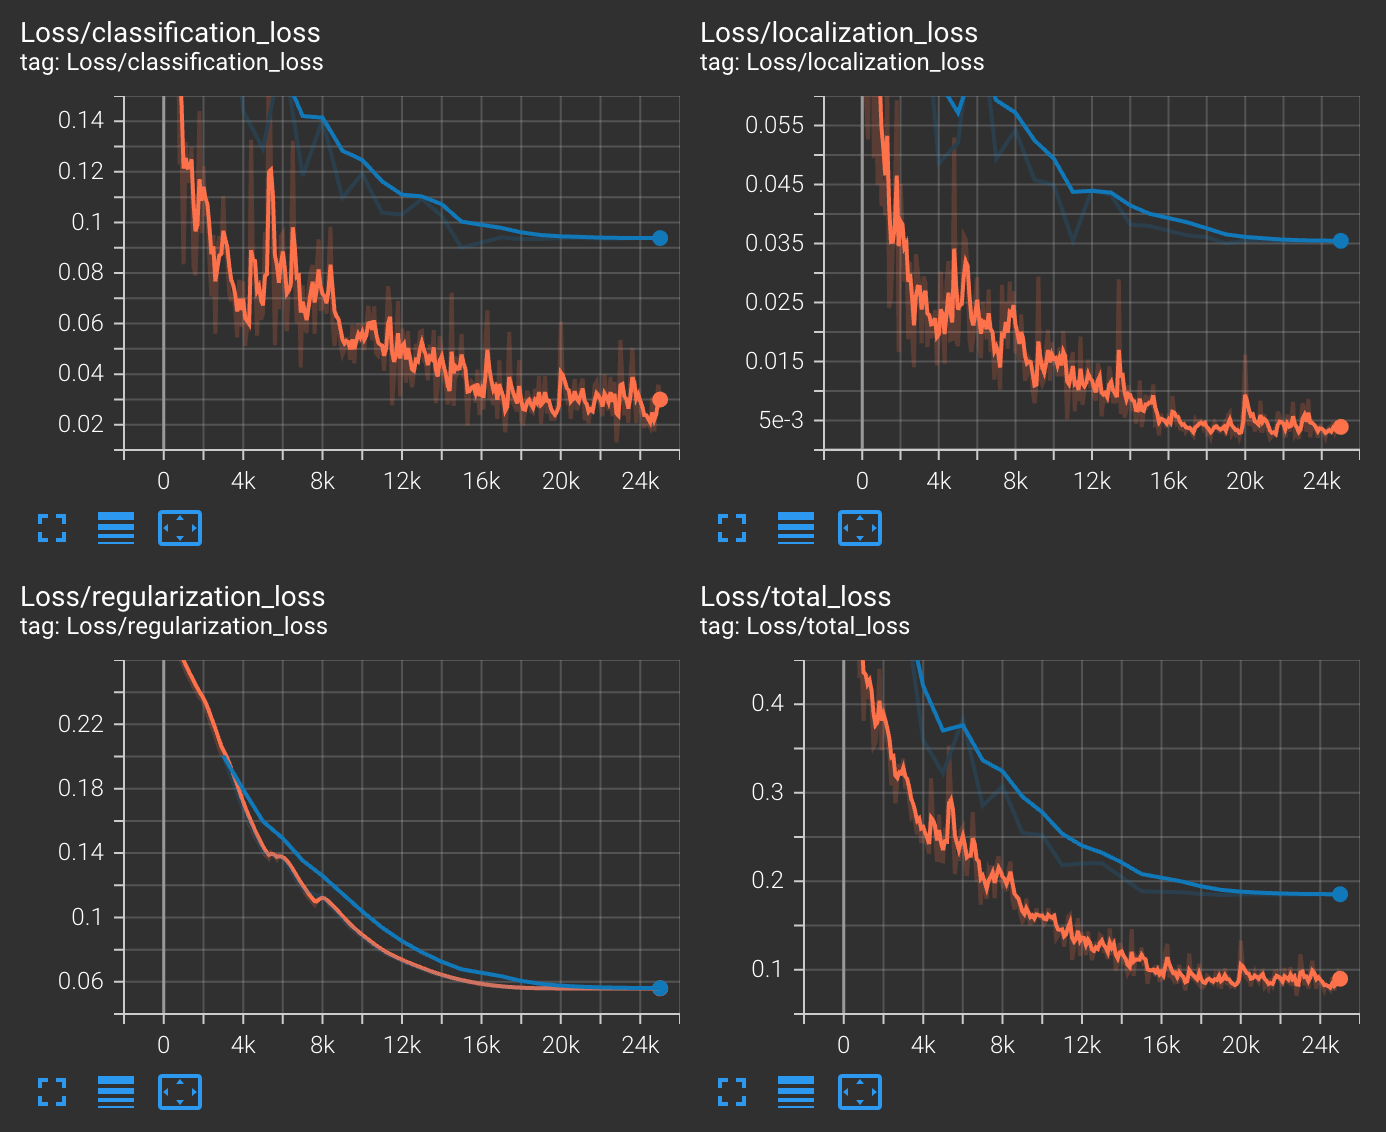 Loss/classification_loss
tag: Loss/classification_loss
0.14
0.12
0.1
0.08
0.06
0.04
0.02
0 4k 8k 12k 16k 20k 24k
Loss/localization_loss
tag: Loss/localization_loss
0.055
0.045
0.035
0.025
0.015
5e-3
0 4k 8k 12k 16k 20k 24k
Loss/regularization_loss
tag: Loss/regularization_loss
0.22
0.18
0.14
0.1
0.06
0 4k 8k 12k 16k 20k 24k
Loss/total_loss
tag: Loss/total_loss
0.4
0.3
0.2
0.1
0 4k 8k 12k 16k 20k 24k